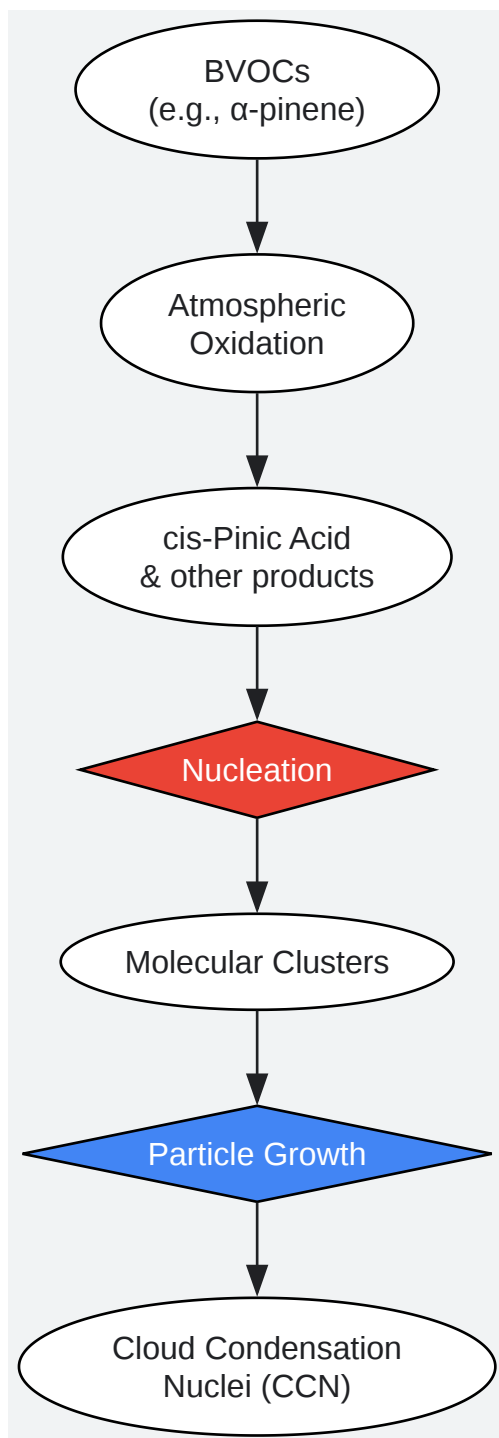 BVOCs
(e.g., α-pinene)
Atmospheric
Oxidation
cis-Pinic Acid
& other products
Nucleation
Molecular Clusters
Particle Growth
Cloud Condensation
Nuclei (CCN)